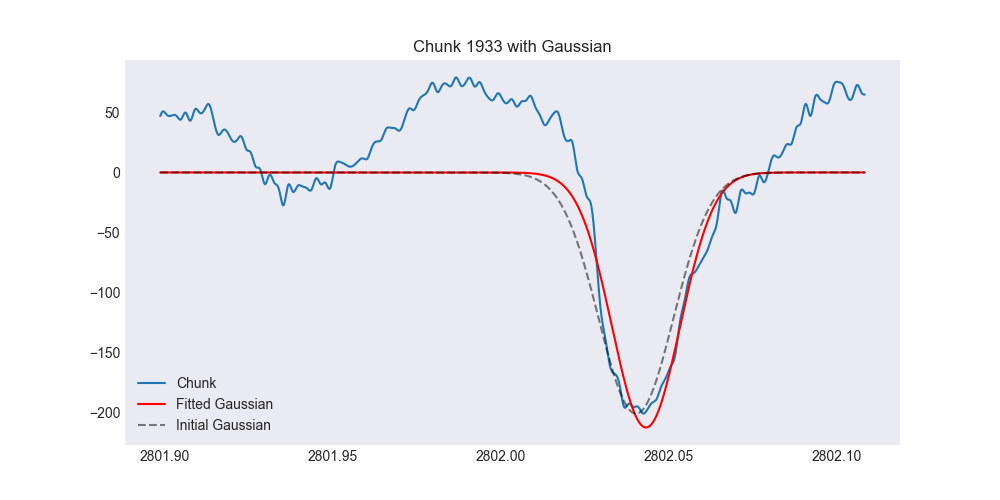 Chunk 1933 with Gaussian
50
0
−50
−100
−150
−200
Chunk
Fitted Gaussian
Initial Gaussian
2801.90 2801.95 2802.00 2802.05 2802.10